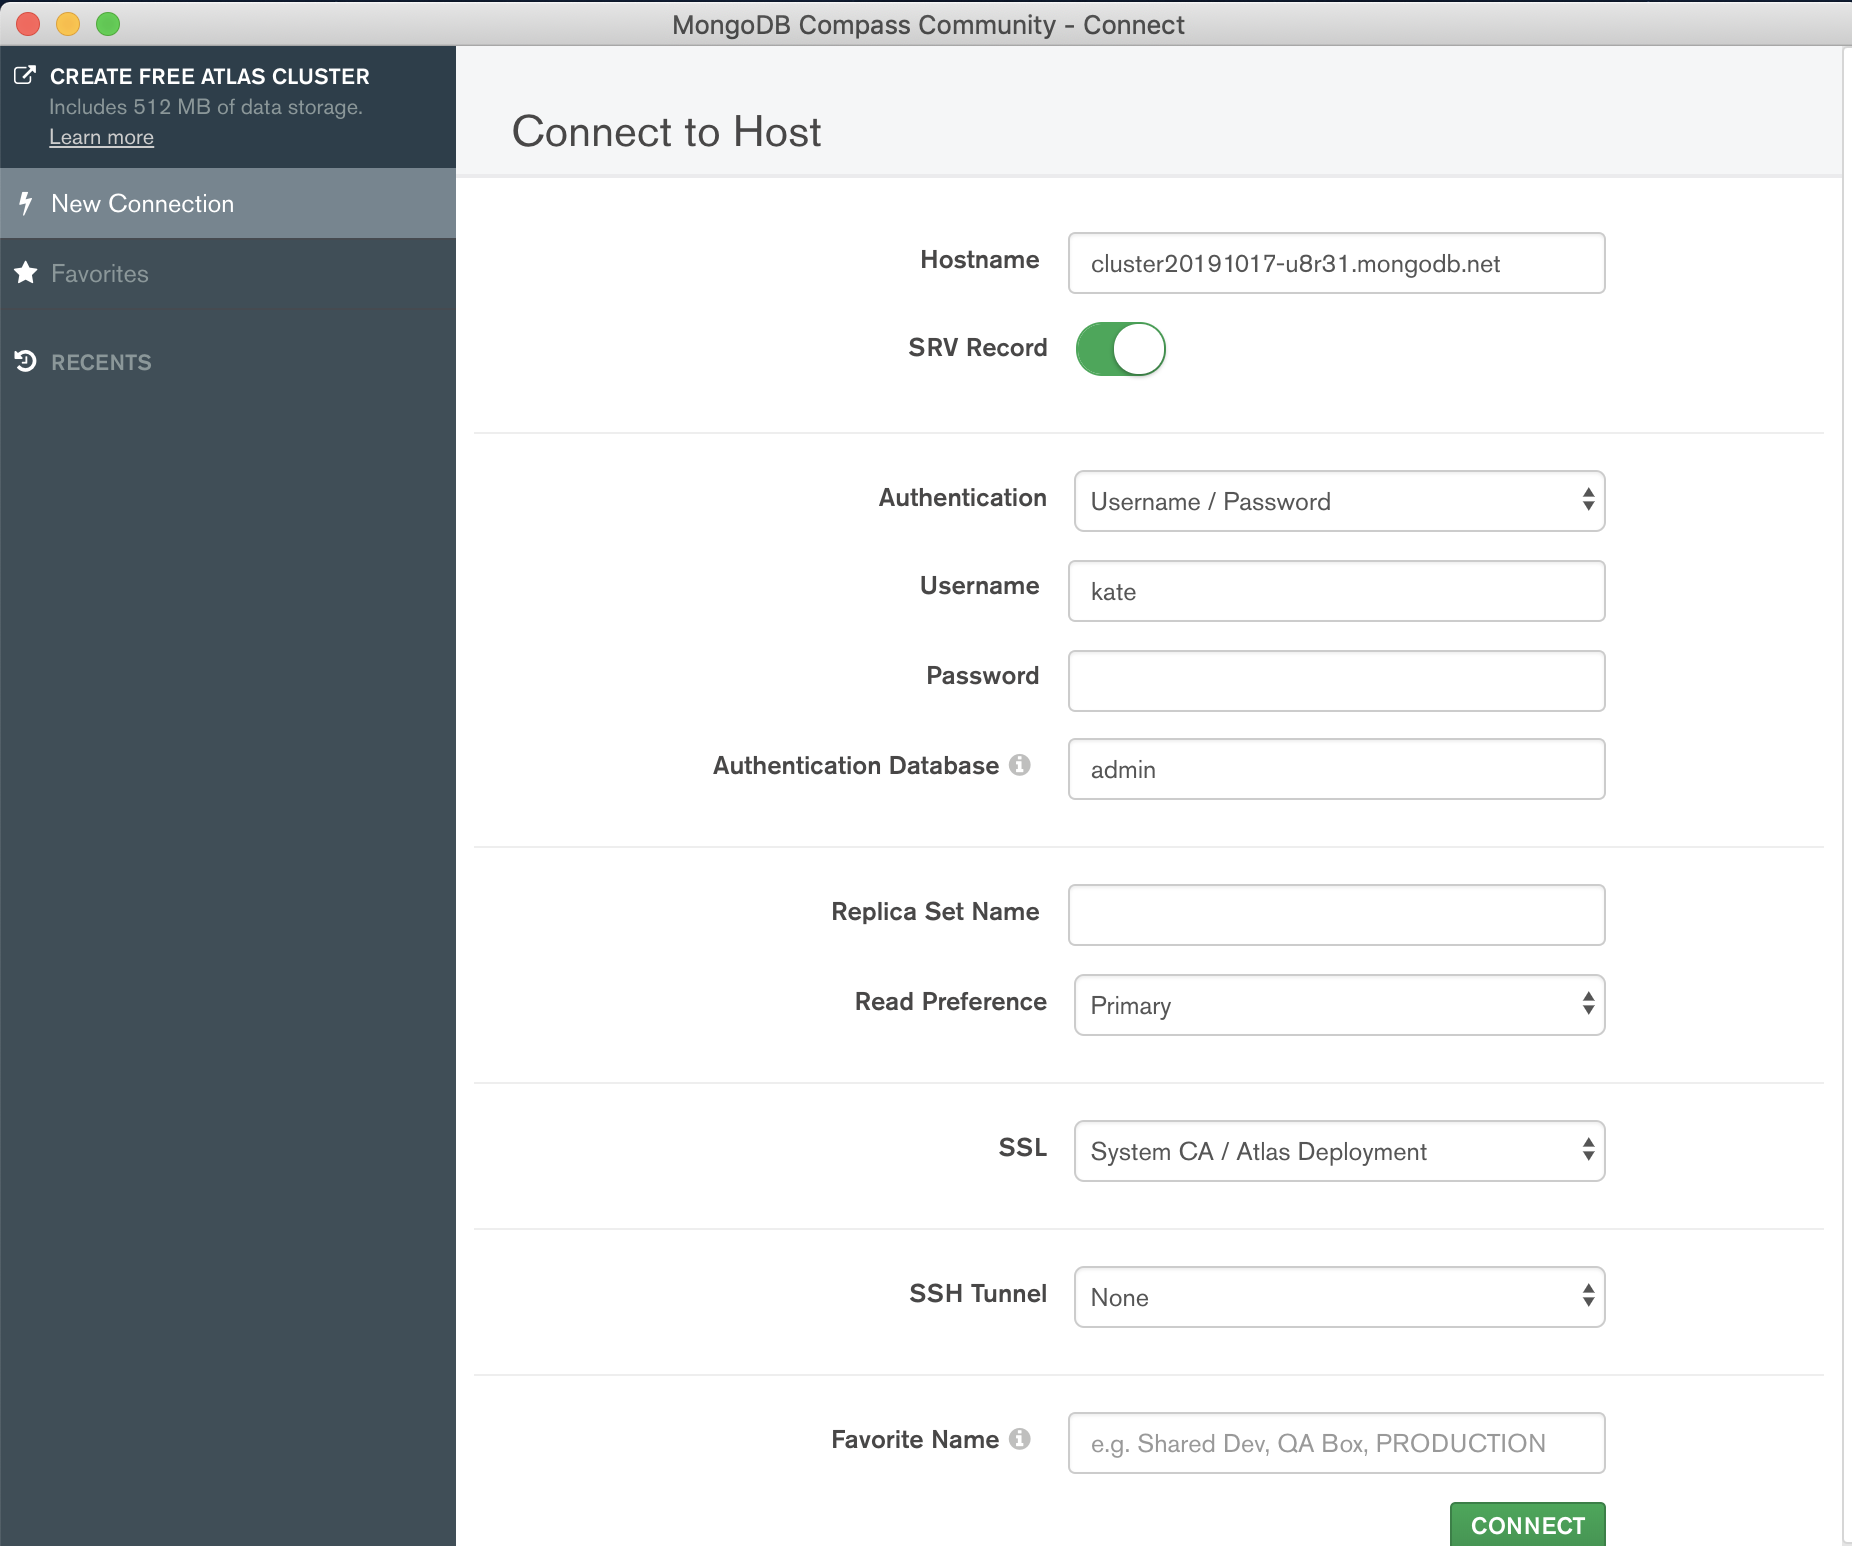 MongoDB Compass Community - Connect
CREATE FREE ATLAS CLUSTER
Includes 512 MB of data storage.
Learn more
New Connection
Favorites
RECENTS
Connect to Host
Hostname
cluster20191017-u8r31.mongodb.net
SRV Record
Authentication
Username / Password
Username
kate
Password
Authentication Database
admin
Replica Set Name
Read Preference
Primary
SSL
System CA / Atlas Deployment
SSH Tunnel
None
Favorite Name
e.g. Shared Dev, QA Box, PRODUCTION
CONNECT